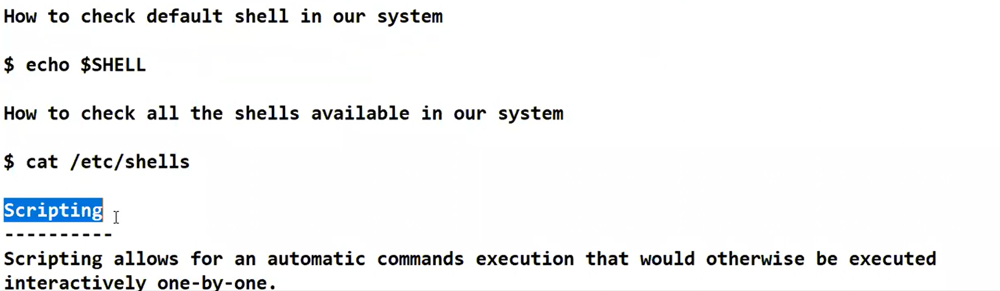 How to check default shell in our system
$ echo $SHELL
How to check all the shells available in our system
$ cat /etc/shells
Scripting
----------
Scripting allows for an automatic commands execution that would otherwise be executed
interactively one-by-one.